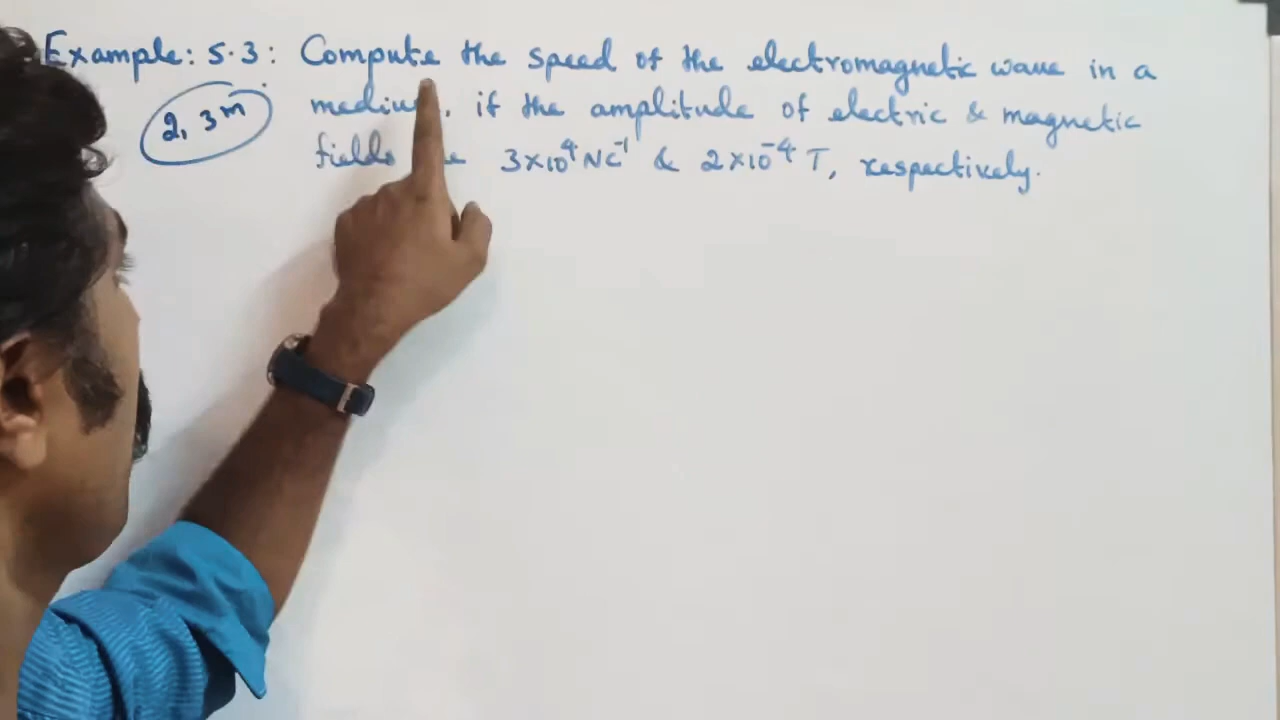 Example: 5.3: Compute the speed of the electromagnetic wave in a
2, 3m
medium, if the amplitude of electric & magnetic
fields 3×10⁴ NC⁻¹ & 2×10⁻⁴ T, respectively.